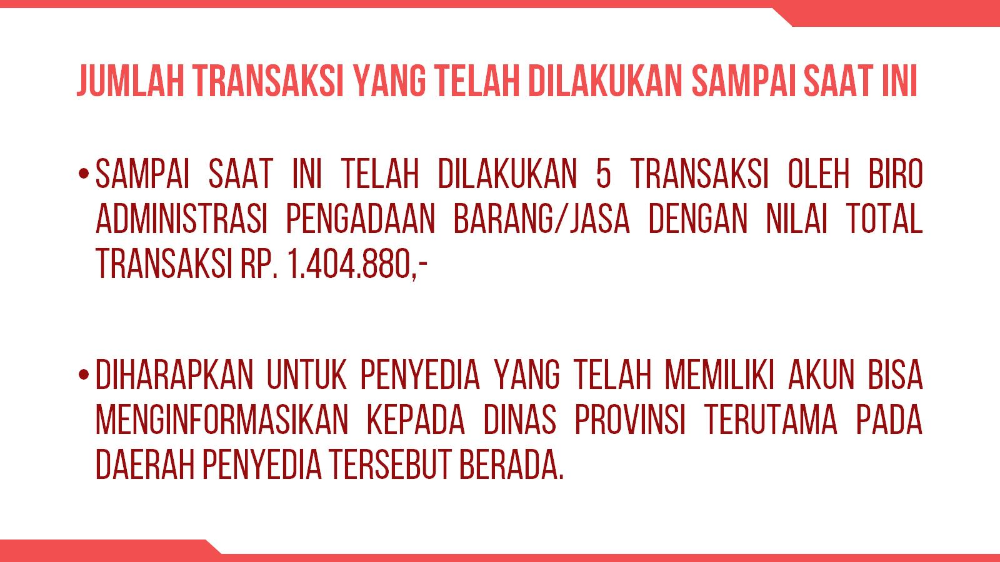 JUMLAH TRANSAKSI YANG TELAH DILAKUKAN SAMPAI SAAT INI
• SAMPAI SAAT INI TELAH DILAKUKAN 5 TRANSAKSI OLEH BIRO
ADMINISTRASI PENGADAAN BARANG/JASA DENGAN NILAI TOTAL
TRANSAKSI RP. 1.404.880,-
• DIHARAPKAN UNTUK PENYEDIA YANG TELAH MEMILIKI AKUN BISA
MENGINFORMASIKAN KEPADA DINAS PROVINSI TERUTAMA PADA
DAERAH PENYEDIA TERSEBUT BERADA.